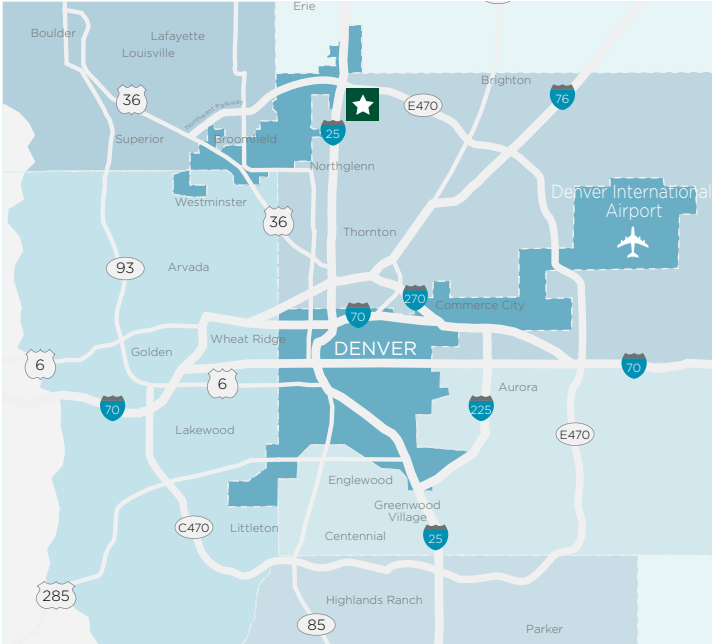 Erie
Boulder
Lafayette
Louisville
Brighton
36
76
E470
Northwest Parkway
25
Superior
Broomfield
Northglenn
Denver International
Airport
Westminster
36
Thornton
93
Arvada
270
Commerce City
70
Wheat Ridge
DENVER
Golden
6
70
6
Aurora
70
225
Lakewood
E470
Englewood
Greenwood
Village
C470
Littleton
Centennial
25
285
Highlands Ranch
85
Parker